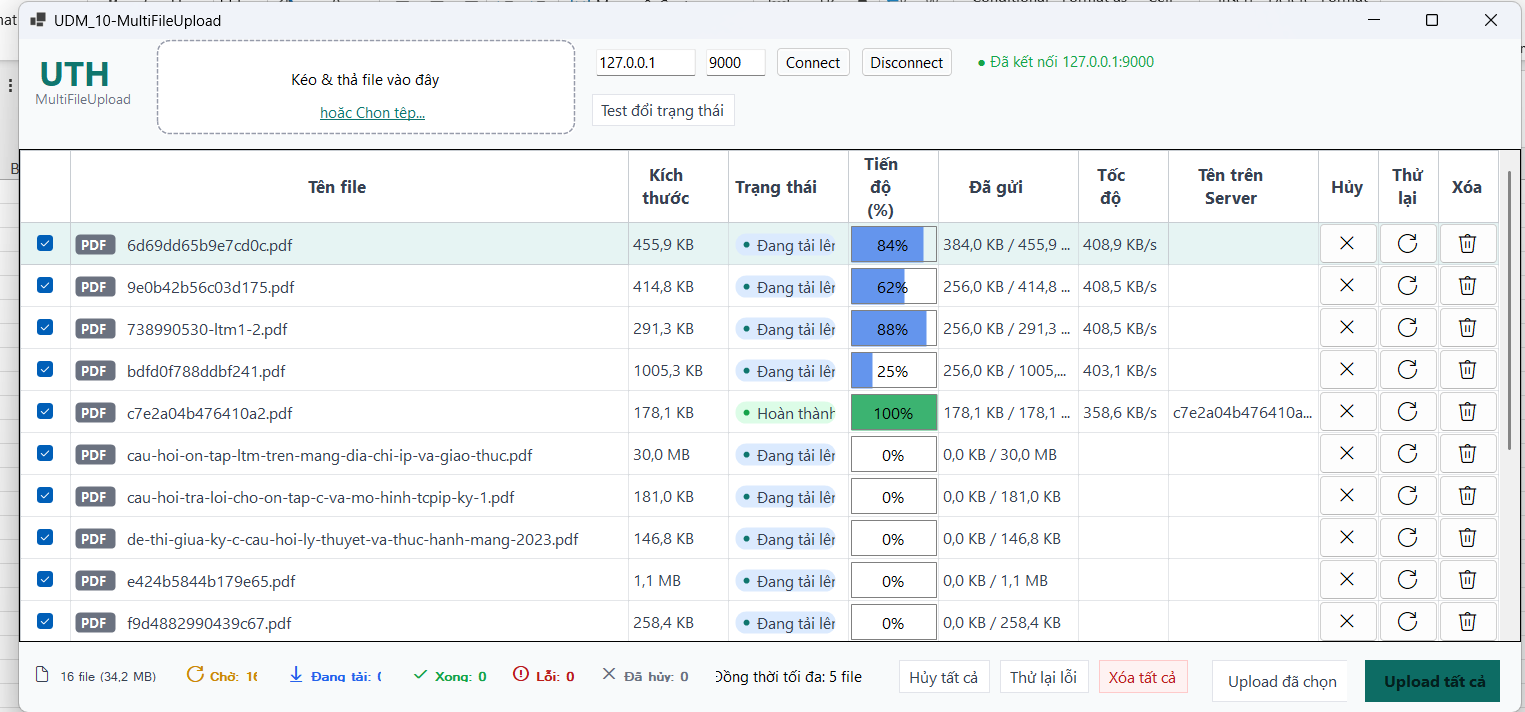 UDM_10-MultiFileUpload
UTH
MultiFileUpload
Kéo & thả file vào đây
hoặc Chọn tệp...
127.0.0.1 9000 Connect Disconnect ● Đã kết nối 127.0.0.1:9000
Test đổi trạng thái
Tên file Kích thước Trạng thái Tiến độ (%) Đã gửi Tốc độ Tên trên Server Hủy Thử lại Xóa
PDF 6d69dd65b9e7cd0c.pdf 455,9 KB Đang tải lên 84% 384,0 KB / 455,9 ... 408,9 KB/s
PDF 9e0b42b56c03d175.pdf 414,8 KB Đang tải lên 62% 256,0 KB / 414,8 ... 408,5 KB/s
PDF 738990530-ltm1-2.pdf 291,3 KB Đang tải lên 88% 256,0 KB / 291,3 ... 408,5 KB/s
PDF bdfd0f788ddbf241.pdf 1005,3 KB Đang tải lên 25% 256,0 KB / 1005,... 403,1 KB/s
PDF c7e2a04b476410a2.pdf 178,1 KB Hoàn thành 100% 178,1 KB / 178,1 ... 358,6 KB/s c7e2a04b476410a...
PDF cau-hoi-on-tap-ltm-tren-mang-dia-chi-ip-va-giao-thuc.pdf 30,0 MB Đang tải lên 0% 0,0 KB / 30,0 MB
PDF cau-hoi-tra-loi-cho-on-tap-c-va-mo-hinh-tcpip-ky-1.pdf 181,0 KB Đang tải lên 0% 0,0 KB / 181,0 KB
PDF de-thi-giua-ky-c-cau-hoi-ly-thuyet-va-thuc-hanh-mang-2023.pdf 146,8 KB Đang tải lên 0% 0,0 KB / 146,8 KB
PDF e424b5844b179e65.pdf 1,1 MB Đang tải lên 0% 0,0 KB / 1,1 MB
PDF f9d4882990439c67.pdf 258,4 KB Đang tải lên 0% 0,0 KB / 258,4 KB
16 file (34,2 MB) Chờ: Đang tải: Xong: 0 Lỗi: 0 Đã hủy: 0 Đồng thời tối đa: 5 file Hủy tất cả Thử lại lỗi Xóa tất cả Upload đã chọn Upload tất cả